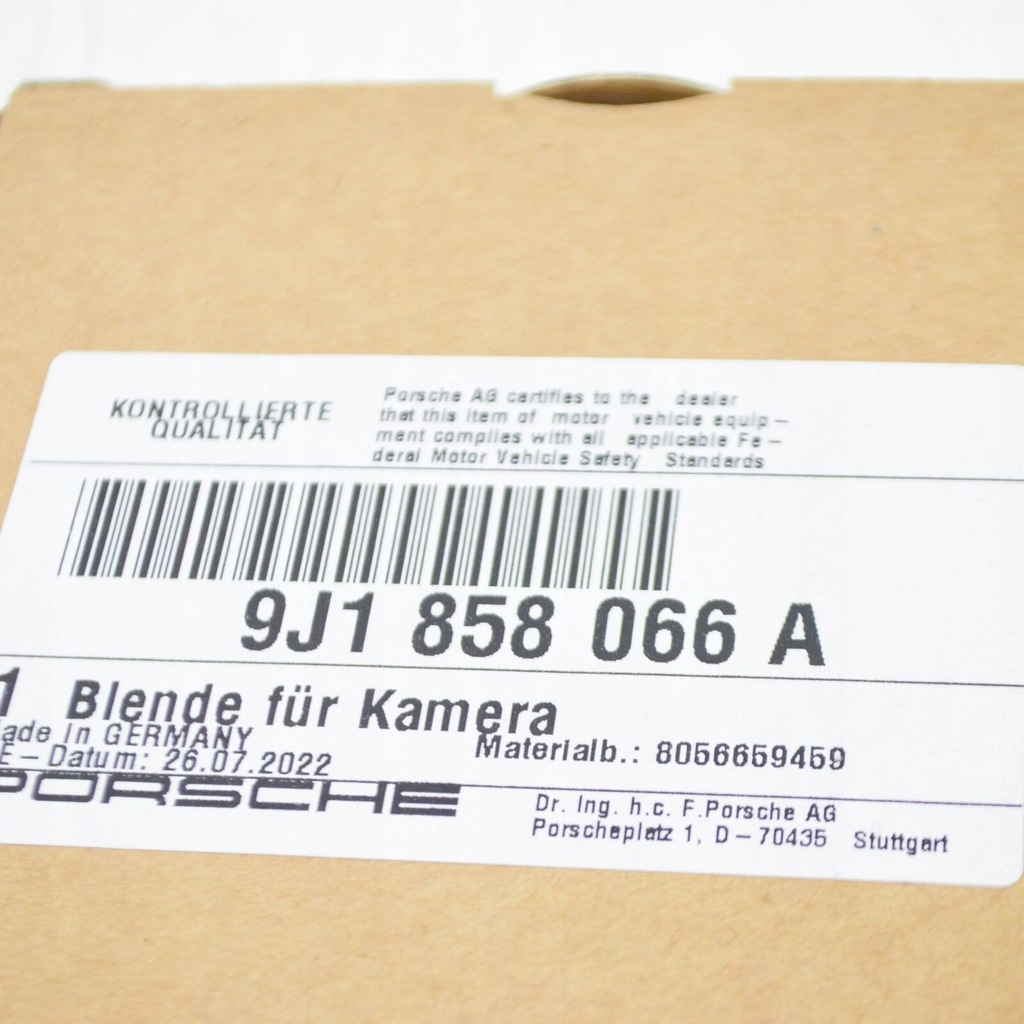 KONTROLLIERTE
QUALITÄT
Porsche AG certifies to the dealer
that this item of motor vehicle equip-
ment complies with all applicable Fe-
deral Motor Vehicle Safety Standards
9J1 858 066 A
1 Blende für Kamera
ade in GERMANY
E-Datum: 26.07.2022
Materialb.: 8056659459
PORSCHE
Dr. Ing. h.c. F.Porsche AG
Porscheplatz 1, D-70435 Stuttgart